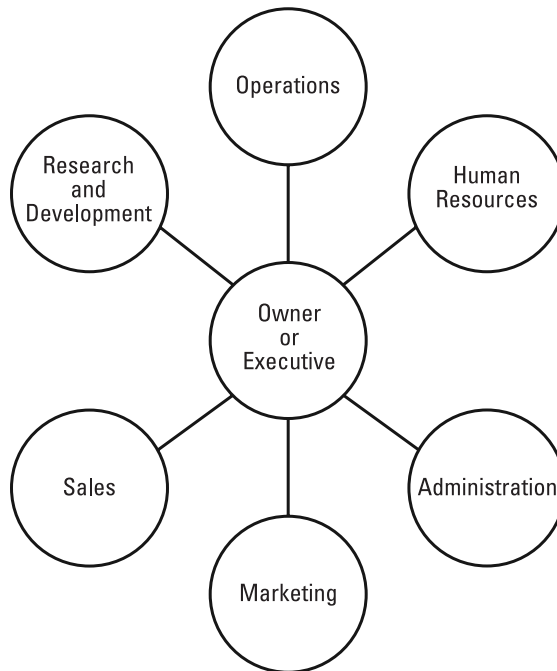 Operations
Research
and
Development
Human
Resources
Owner
or
Executive
Sales
Administration
Marketing